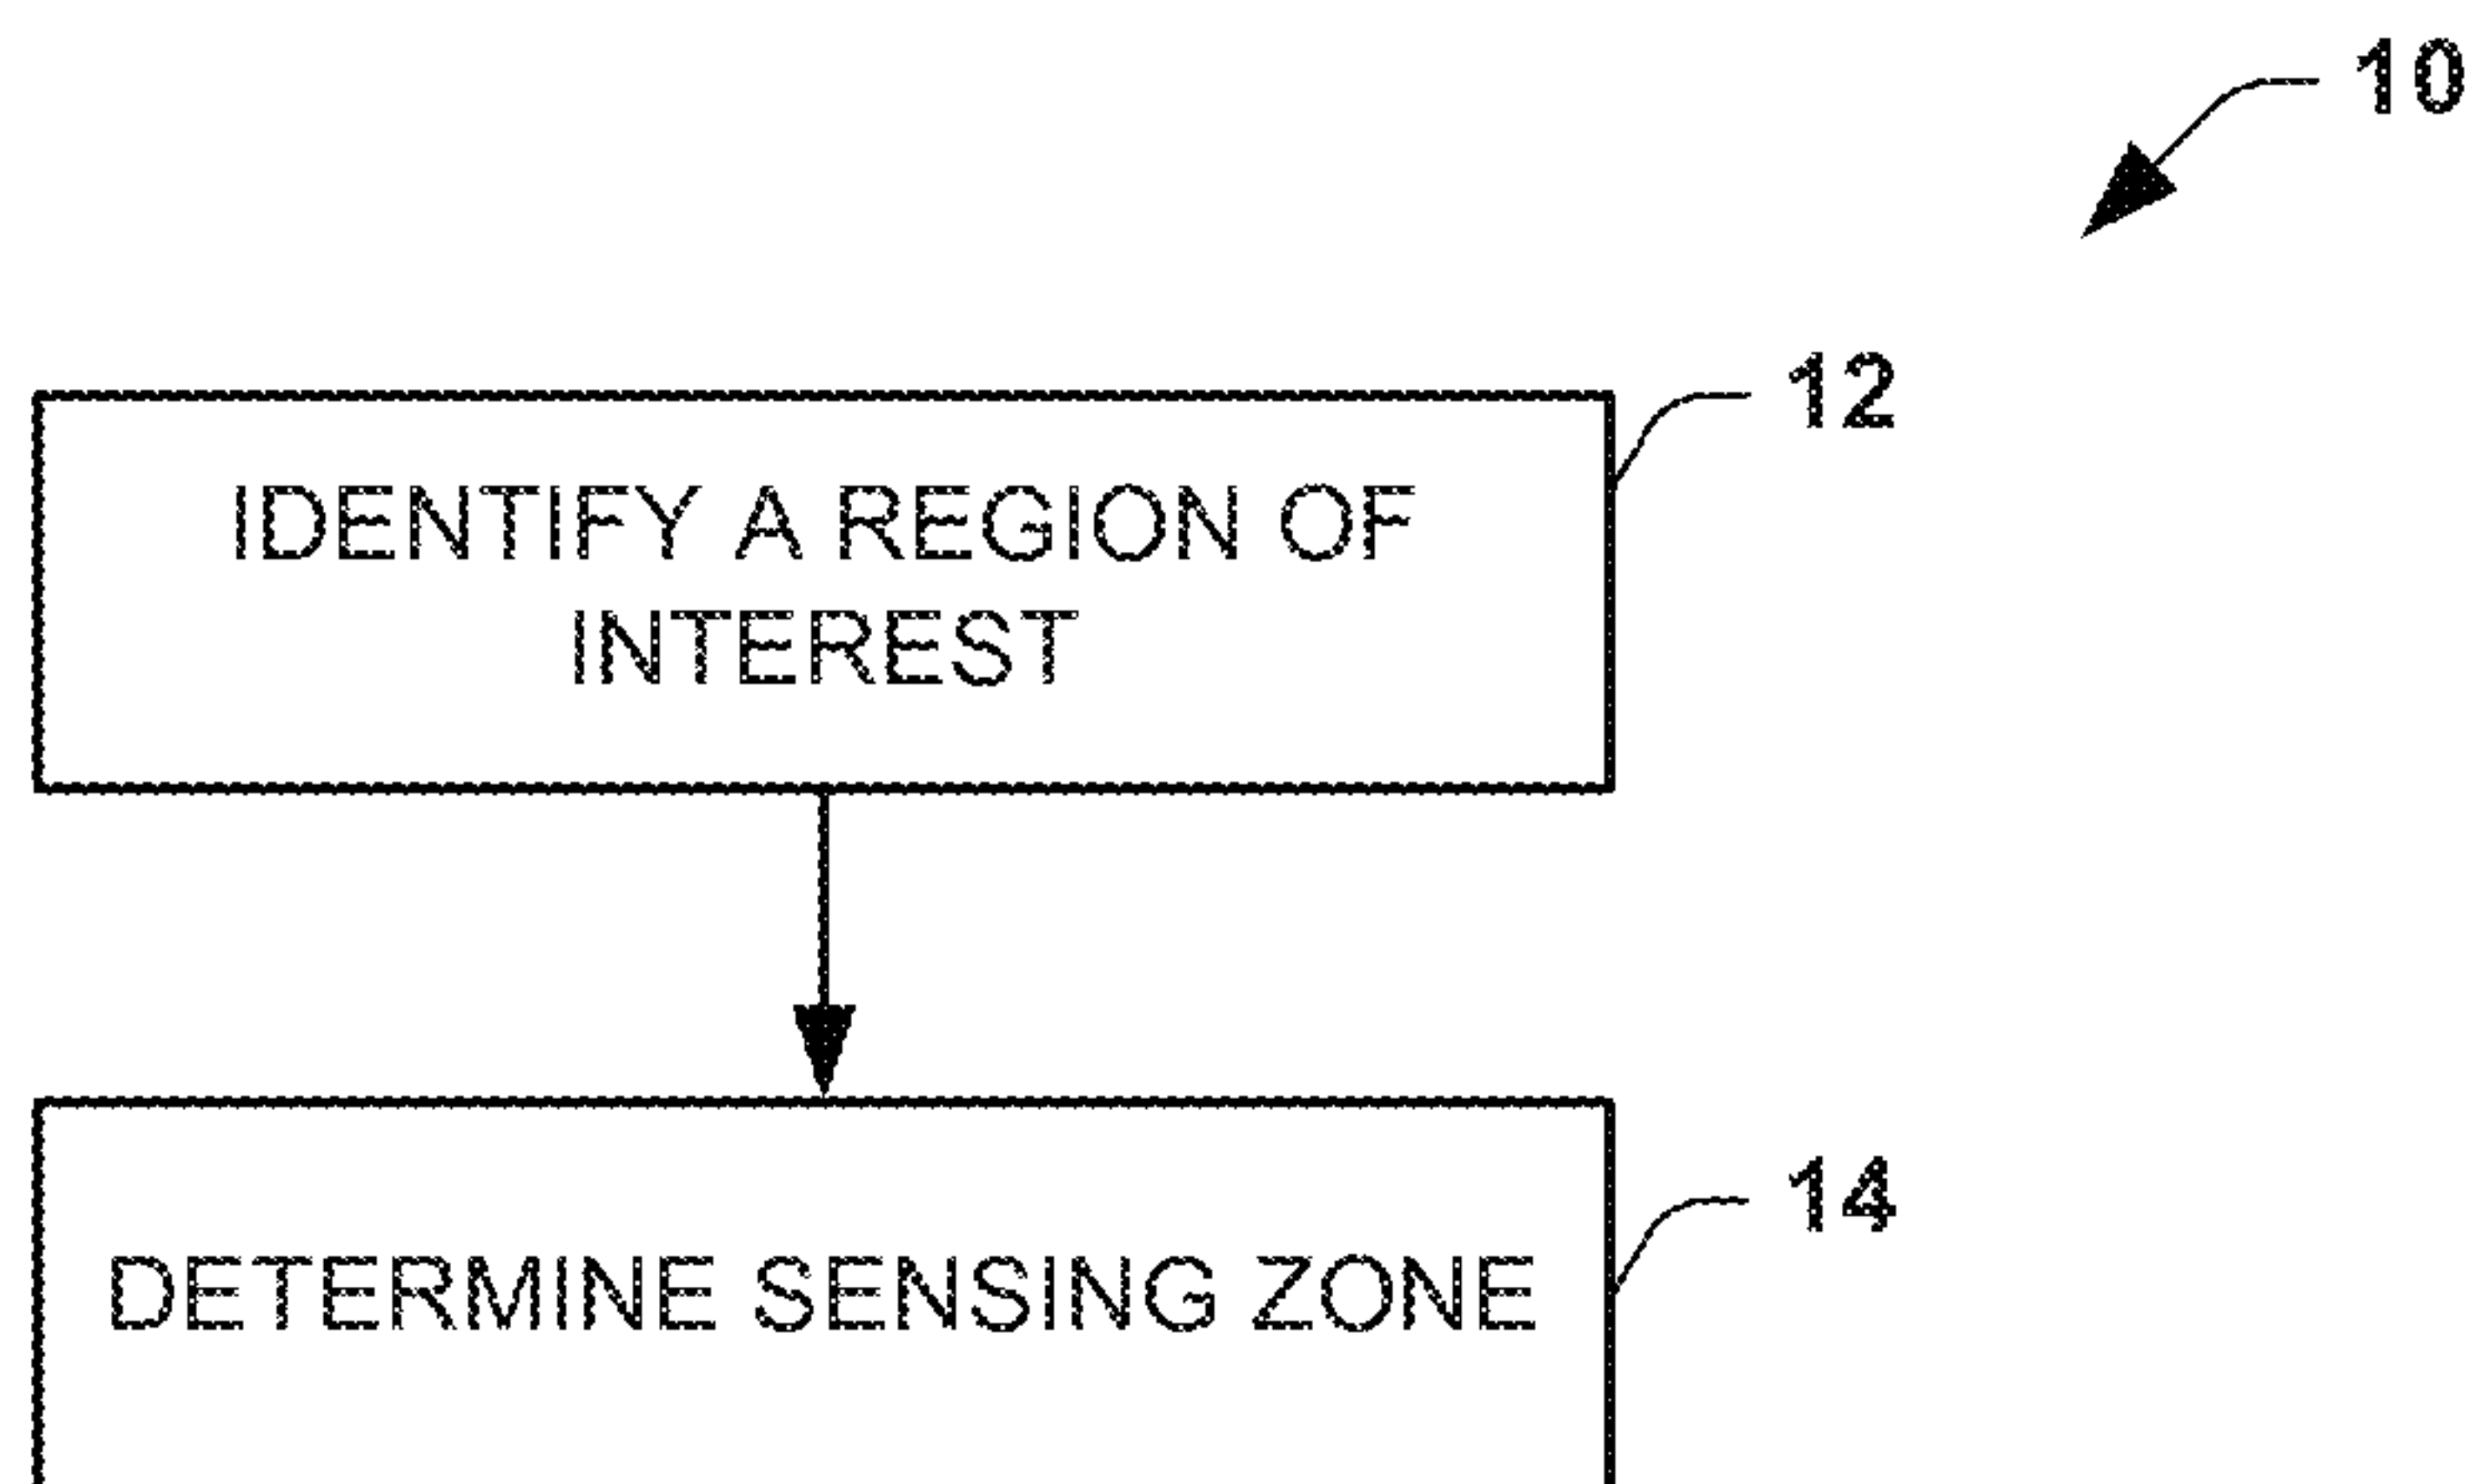 10
12
IDENTIFY A REGION OF
INTEREST
14
DETERMINE SENSING ZONE